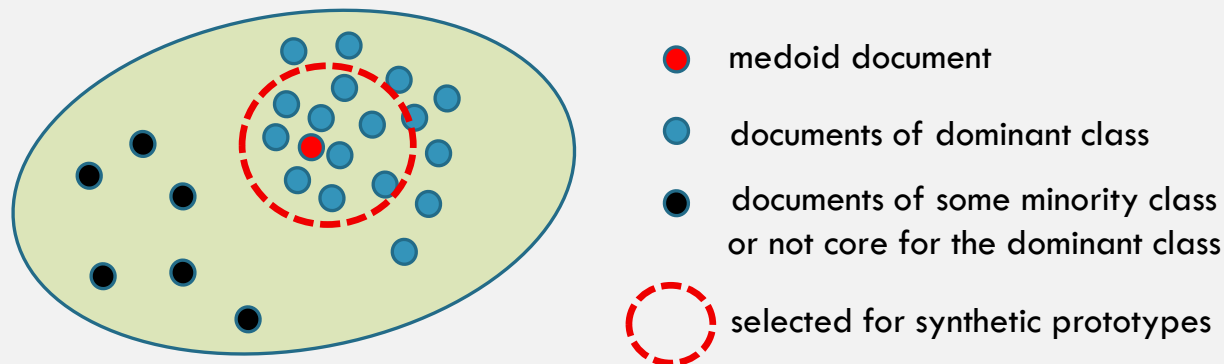 medoid document
documents of dominant class
documents of some minority class
or not core for the dominant class
selected for synthetic prototypes